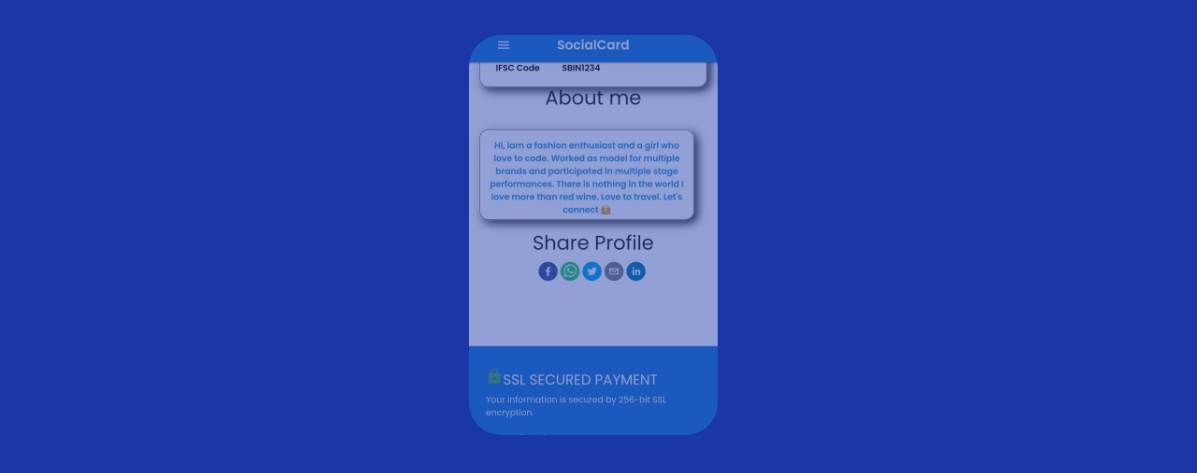 SocialCard
IFSC Code SBIN1234
About me
Hi, iam a fashion enthusiast and a girl who
love to code. Worked as model for multiple
brands and participated in multiple stage
performances. There is nothing in the world I
love more than red wine. Love to travel. Let's
connect 👜
Share Profile
SSL SECURED PAYMENT
Your information is secured by 256-bit SSL
encryption.